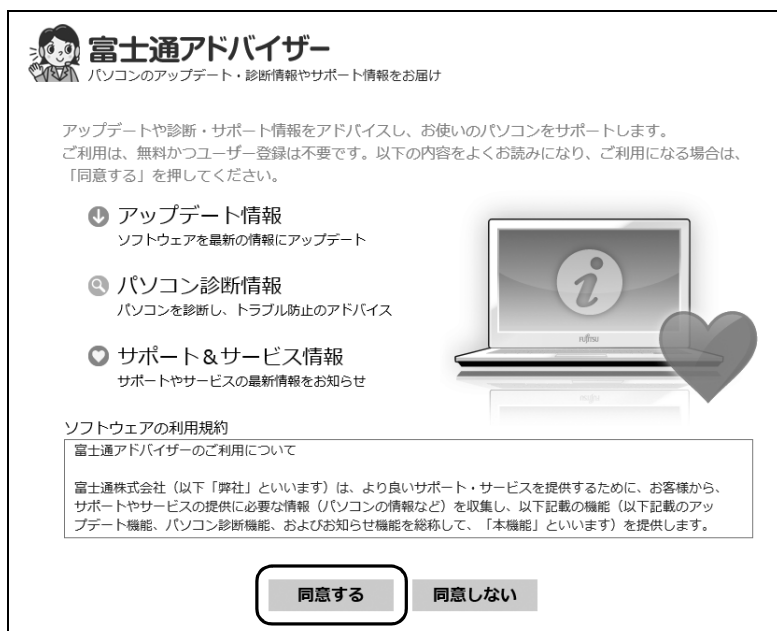 富士通アドバイザー
パソコンのアップデート・診断情報やサポート情報をお届け
アップデートや診断・サポート情報をアドバイスし、お使いのパソコンをサポートします。
ご利用は、無料かつユーザー登録は不要です。以下の内容をよくお読みになり、ご利用になる場合は、
「同意する」を押してください。
アップデート情報
ソフトウェアを最新の情報にアップデート
パソコン診断情報
パソコンを診断し、トラブル防止のアドバイス
サポート&サービス情報
サポートやサービスの最新情報をお知らせ
FUJITSU
ソフトウェアの利用規約
富士通アドバイザーのご利用について
富士通株式会社（以下「弊社」といいます）は、より良いサポート・サービスを提供するために、お客様から、
サポートやサービスの提供に必要な情報（パソコンの情報など）を収集し、以下記載の機能（以下記載のアッ
プデート機能、パソコン診断機能、およびお知らせ機能を総称して、「本機能」といいます）を提供します。
同意する
同意しない